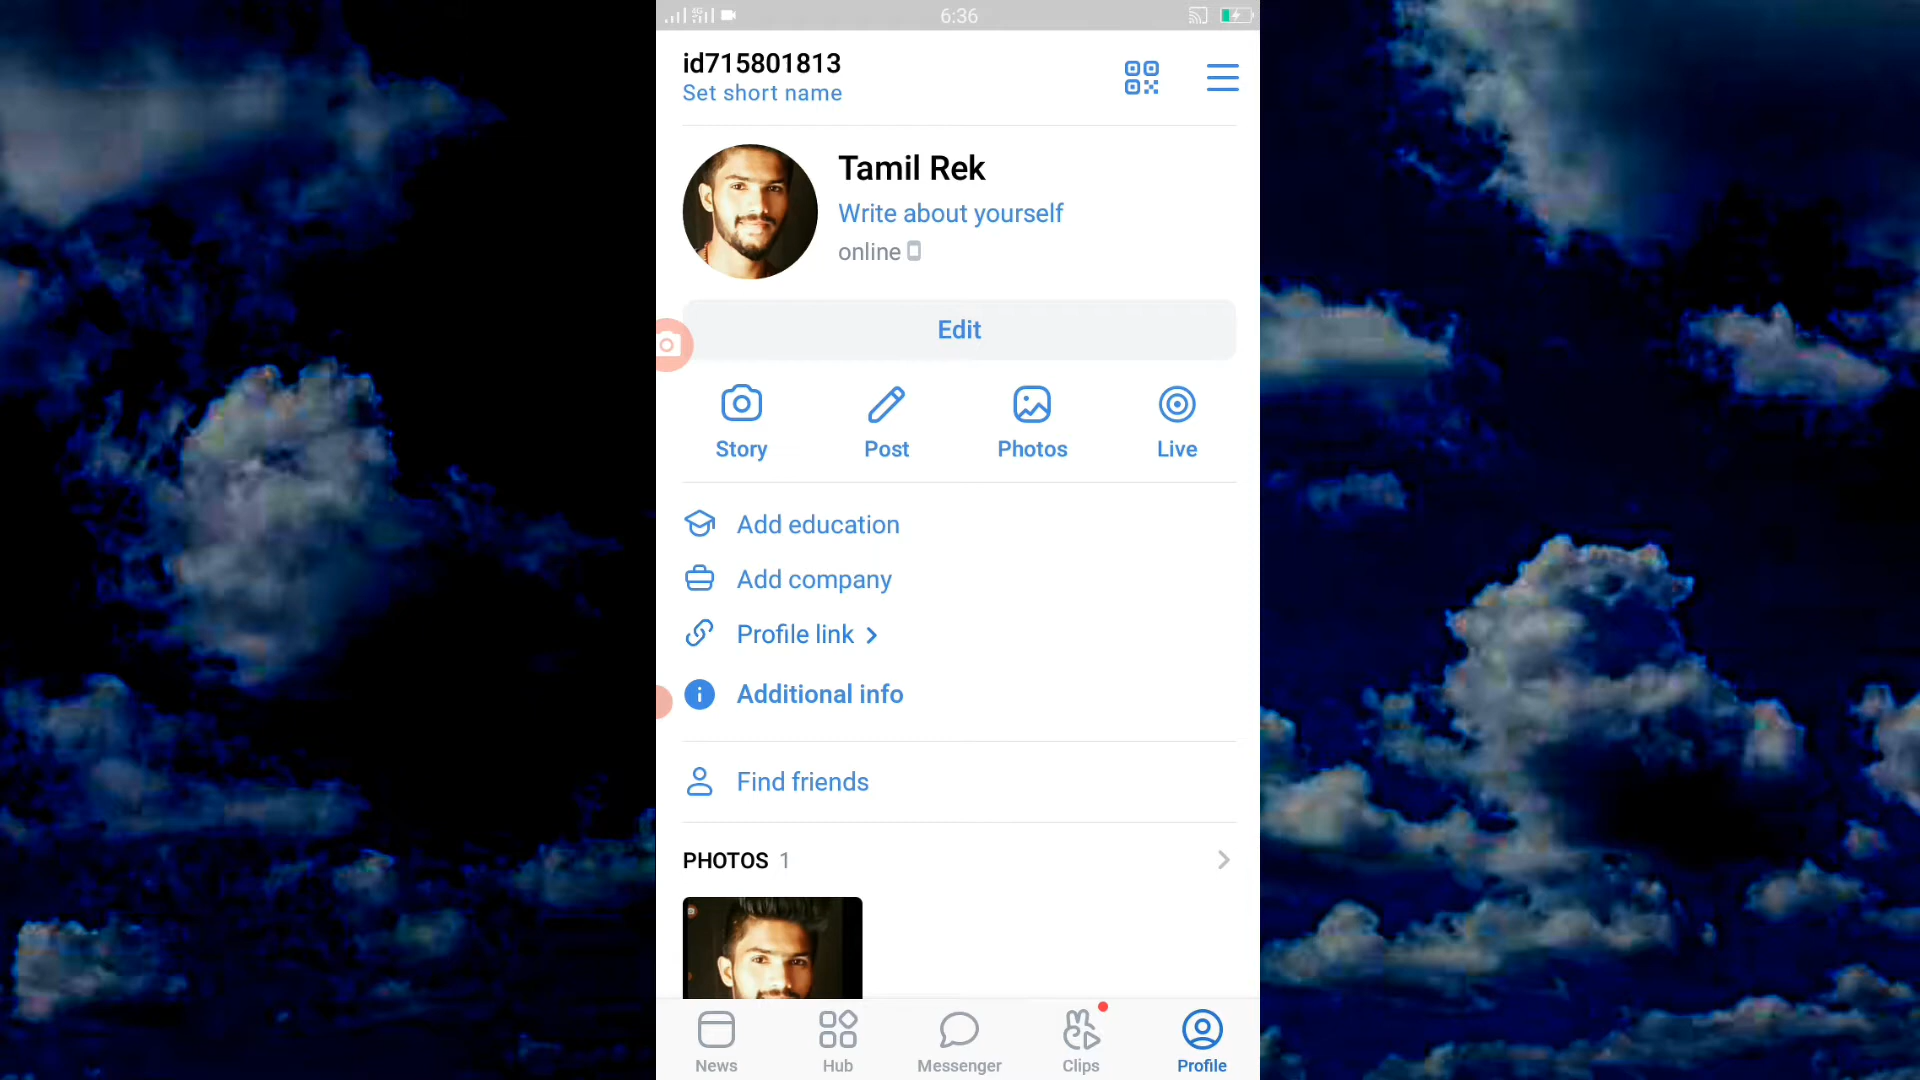 6:36
id715801813
Set short name
Tamil Rek
Write about yourself
online
Edit
Story
Post
Photos
Live
Add education
Add company
Profile link
Additional info
Find friends
PHOTOS 1
News
Hub
Messenger
Clips
Profile